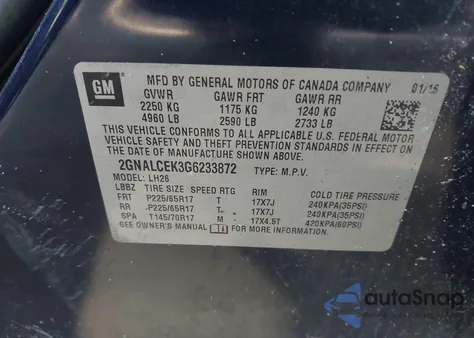 GM
MFD BY GENERAL MOTORS OF CANADA COMPANY 01/16
GVWR GAWR FRT GAWR RR
2250 KG 1175 KG 1240 KG
4960 LB 2590 LB 2733 LB
THIS VEHICLE CONFORMS TO ALL APPLICABLE U.S. FEDERAL MOTOR
VEHICLE SAFETY AND THEFT PREVENTION STANDARDS IN EFFECT ON
THE DATE OF MANUFACTURE SHOWN ABOVE.
2GNALCEK3G6233872 TYPE: M.P.V.
MODEL: LH26
LBBZ TIRE SIZE SPEED RTG RIM COLD TIRE PRESSURE
FRT P225/65R17 T 17X7J 240KPA(35PSI)
RR P225/65R17 T 17X7J 240KPA(35PSI)
SPA T145/70R17 M 17X4.5T 420KPA(60PSI)
SEE OWNER'S MANUAL FOR MORE INFORMATION.
autoSnap